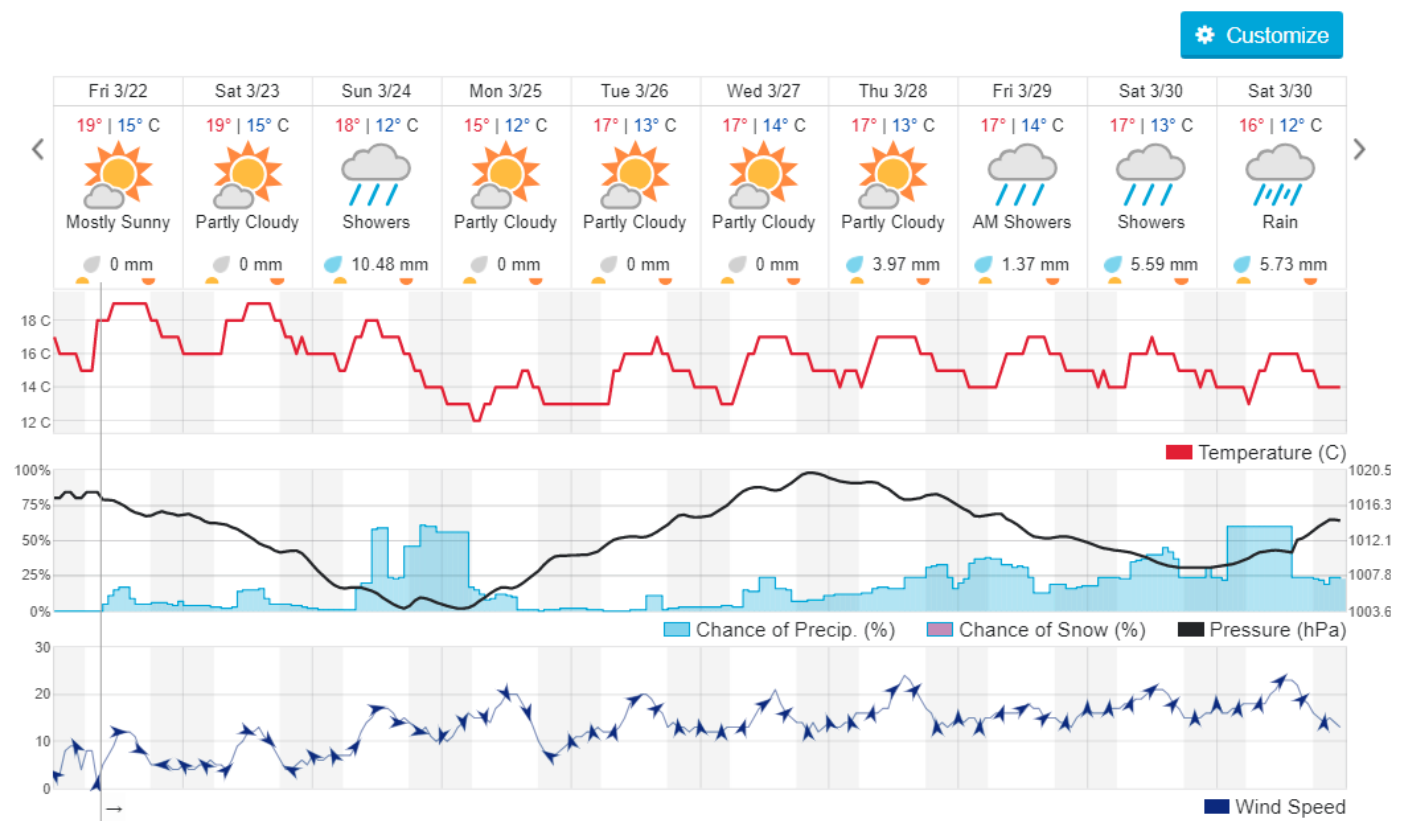 Customize
Fri 3/22 Sat 3/23 Sun 3/24 Mon 3/25 Tue 3/26 Wed 3/27 Thu 3/28 Fri 3/29 Sat 3/30 Sat 3/30
19° | 15° C 19° | 15° C 18° | 12° C 15° | 12° C 17° | 13° C 17° | 14° C 17° | 13° C 17° | 14° C 17° | 13° C 16° | 12° C
Mostly Sunny Partly Cloudy Showers Partly Cloudy Partly Cloudy Partly Cloudy Partly Cloudy AM Showers Showers Rain
0 mm 0 mm 10.48 mm 0 mm 0 mm 0 mm 3.97 mm 1.37 mm 5.59 mm 5.73 mm
18 C
16 C
14 C
12 C
Temperature (C)
100% 1020.5
75% 1016.3
50% 1012.1
25% 1007.8
0% 1003.6
Chance of Precip. (%) Chance of Snow (%) Pressure (hPa)
30
20
10
0
→
Wind Speed